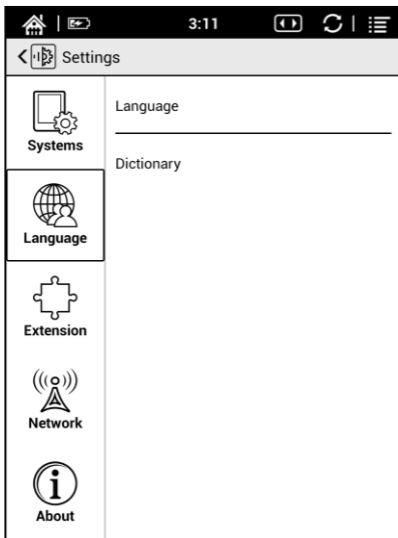 3:11
Settings
Systems
Language
Extension
Network
About
Language
Dictionary